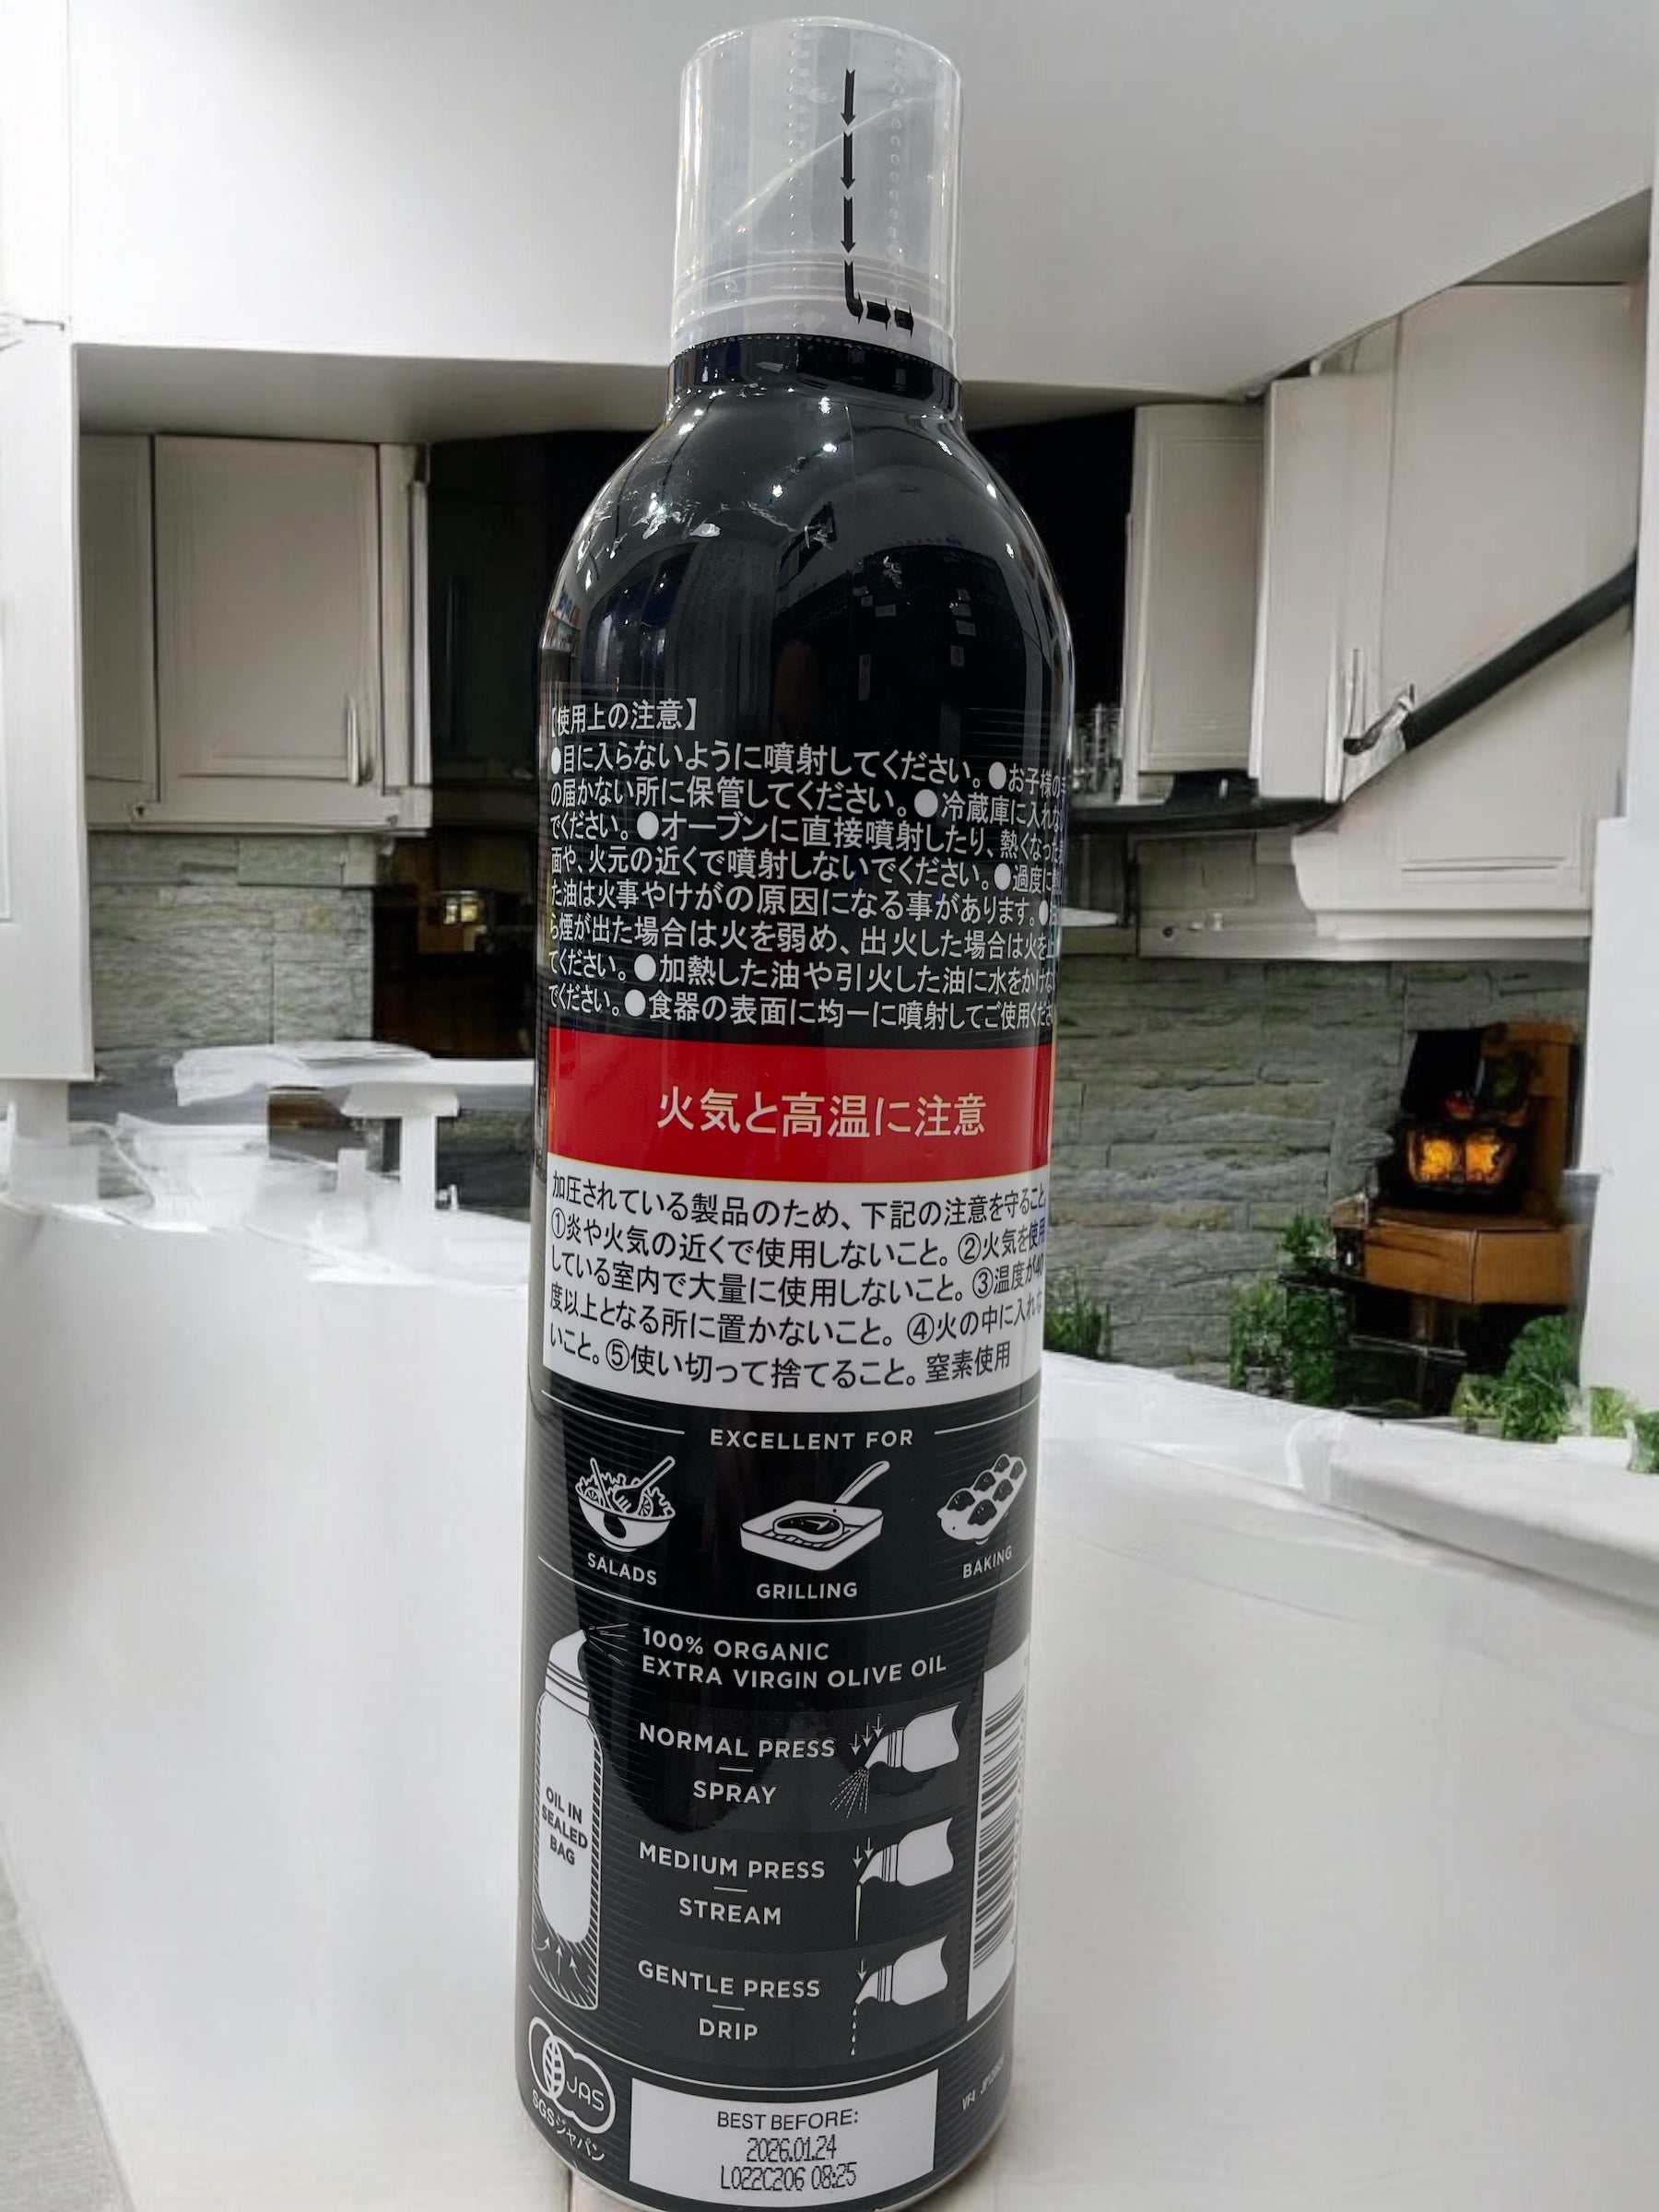 【使用上の注意】
●目に入らないように噴射してください。●お子様の手
の届かない所に保管してください。●冷蔵庫に入れな
でください。●オーブンに直接噴射したり、熱くなった
面や、火元の近くで噴射しないでください。●過度に
た油は火事やけがの原因になる事があります。●
ら煙が出た場合は火を弱め、出火した場合は火を止
てください。●加熱した油や引火した油に水をかけな
でください。●食器の表面に均一に噴射してご使用くださ
火気と高温に注意
加圧されている製品のため、下記の注意を守ること。
①炎や火気の近くで使用しないこと。②火気を使用
している室内で大量に使用しないこと。③温度が40
度以上となる所に置かないこと。④火の中に入れな
いこと。⑤使い切って捨てること。窒素使用
EXCELLENT FOR
SALADS
GRILLING
BAKING
100% ORGANIC
EXTRA VIRGIN OLIVE OIL
NORMAL PRESS
SPRAY
OIL IN
SEALED
BAG
MEDIUM PRESS
STREAM
GENTLE PRESS
DRIP
JAS
SGSジャパン
BEST BEFORE:
2026.01.24
L022C206 08:25
VF4